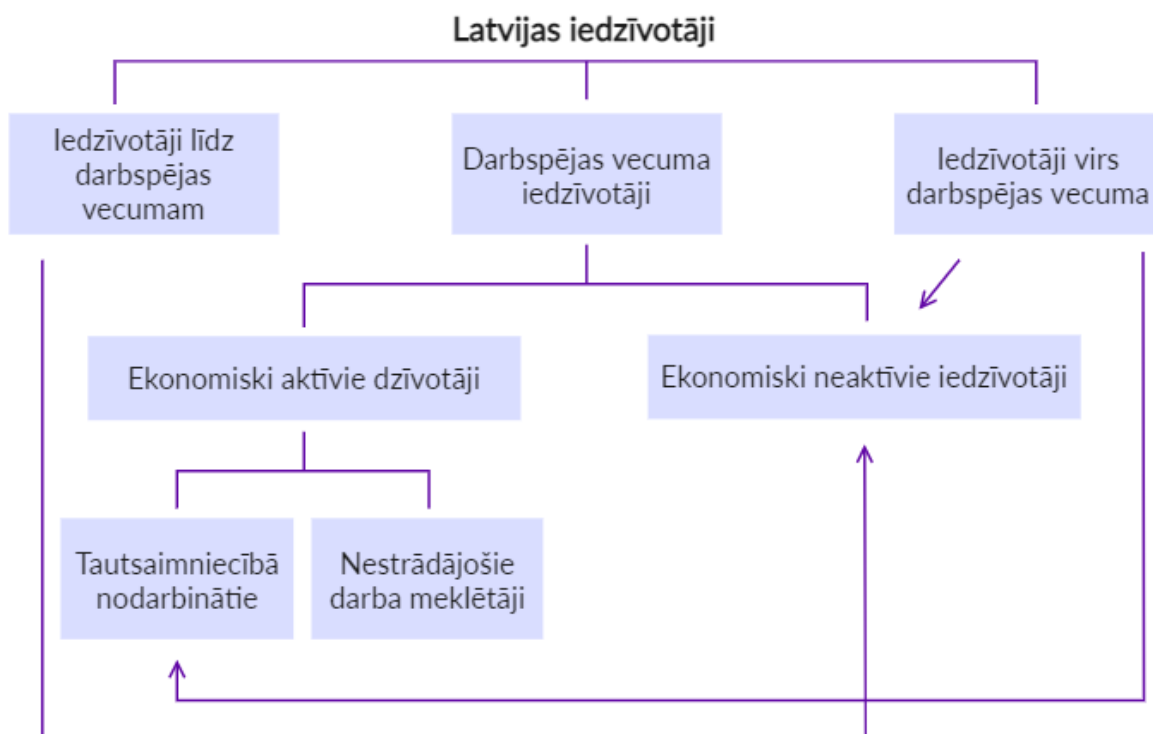 Latvijas iedzīvotāji
Iedzīvotāji līdz
darbspējas
vecumam
Darbspējas vecuma
iedzīvotāji
Iedzīvotāji virs
darbspējas vecuma
Ekonomiski aktīvie dzīvotāji
Ekonomiski neaktīvie iedzīvotāji
Tautsaimniecībā
nodarbinātie
Nestrādājošie
darba meklētāji